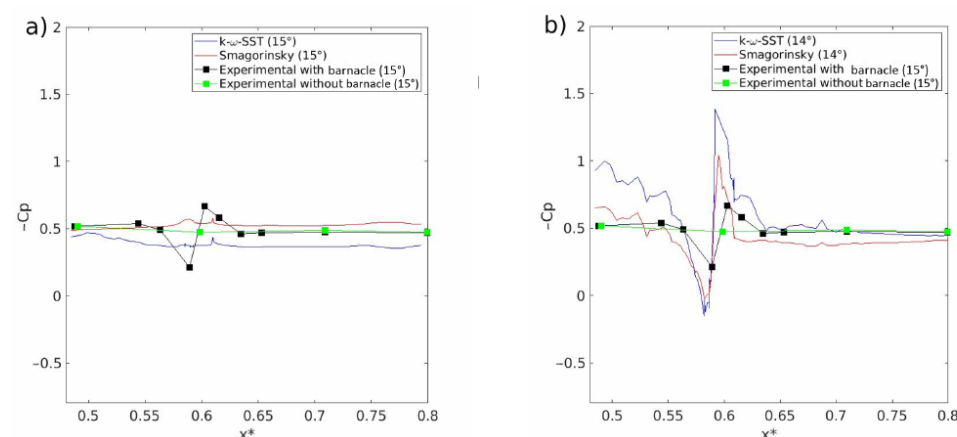 a)
k-ω-SST (15°)
Smagorinsky (15°)
Experimental with barnacle (15°)
Experimental without barnacle (15°)
2
1.5
1
0.5
0
−0.5
−Cp
0.5 0.55 0.6 0.65 0.7 0.75 0.8
x*
b)
k-ω-SST (14°)
Smagorinsky (14°)
Experimental with barnacle (15°)
Experimental without barnacle (15°)
2
1.5
1
0.5
0
−0.5
−Cp
0.5 0.55 0.6 0.65 0.7 0.75 0.8
x*